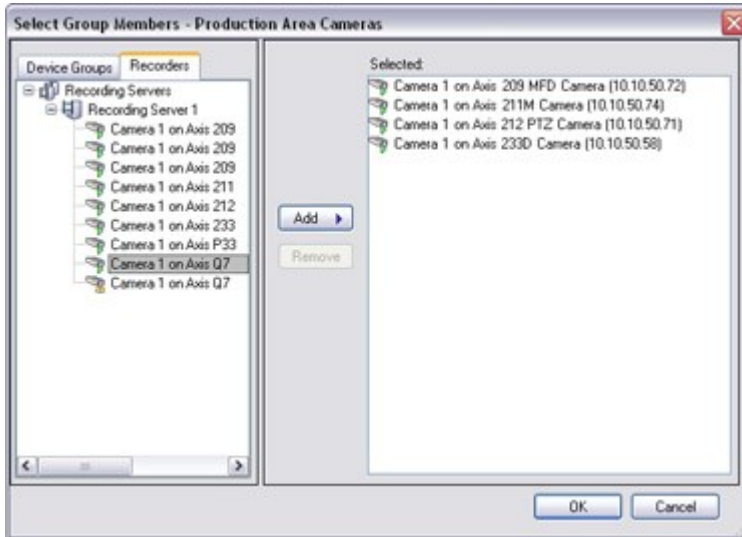 Select Group Members - Production Area Cameras
Device Groups
Recorders
Recording Servers
Recording Server 1
Camera 1 on Axis 209
Camera 1 on Axis 209
Camera 1 on Axis 209
Camera 1 on Axis 211
Camera 1 on Axis 212
Camera 1 on Axis 233
Camera 1 on Axis P33
Camera 1 on Axis Q7
Camera 1 on Axis Q7
Add
Remove
Selected:
Camera 1 on Axis 209 MFD Camera (10.10.50.72)
Camera 1 on Axis 211M Camera (10.10.50.74)
Camera 1 on Axis 212 PTZ Camera (10.10.50.71)
Camera 1 on Axis 233D Camera (10.10.50.58)
OK
Cancel